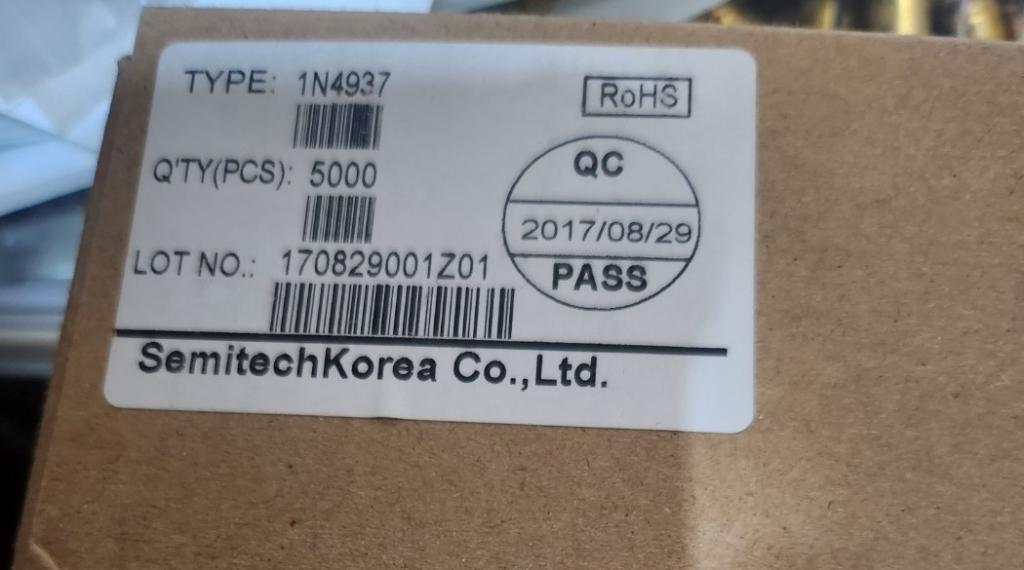 TYPE: 1N4937
RoHS
Q'TY(PCS): 5000
QC
2017/08/29
PASS
LOT NO.: 170829001Z01
SemitechKorea Co.,Ltd.